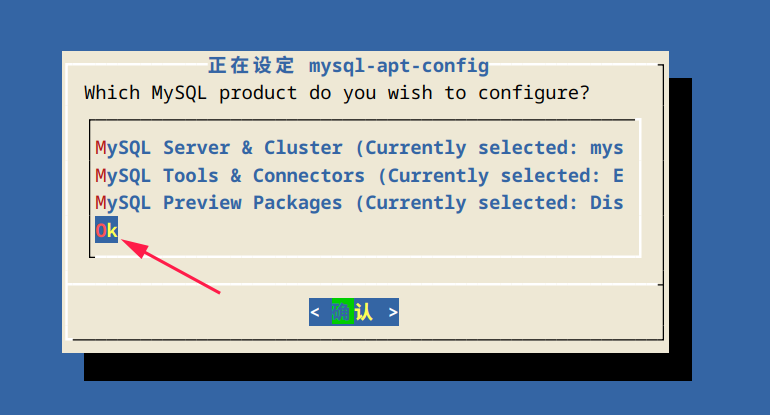 正在设定 mysql-apt-config
Which MySQL product do you wish to configure?
MySQL Server & Cluster (Currently selected: mys
MySQL Tools & Connectors (Currently selected: E
MySQL Preview Packages (Currently selected: Dis
Ok
< 确认 >